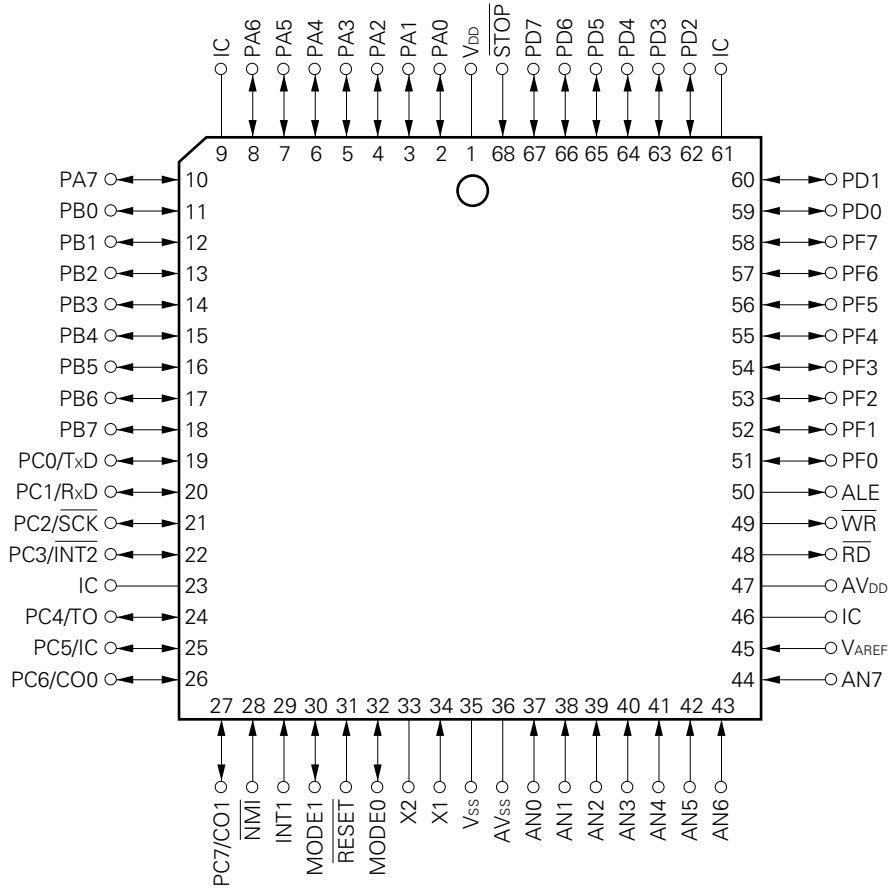 IC PA6 PA5 PA4 PA3 PA2 PA1 PA0 VDD S̅T̅O̅P̅ PD7 PD6 PD5 PD4 PD3 PD2 IC
9 8 7 6 5 4 3 2 1 68 67 66 65 64 63 62 61
PA7 10 60 PD1
PB0 11 59 PD0
PB1 12 58 PF7
PB2 13 57 PF6
PB3 14 56 PF5
PB4 15 55 PF4
PB5 16 54 PF3
PB6 17 53 PF2
PB7 18 52 PF1
PC0/TxD 19 51 PF0
PC1/RxD 20 50 ALE
PC2/S̅C̅K̅ 21 49 W̅R̅
PC3/I̅N̅T̅2̅ 22 48 R̅D̅
IC 23 47 AVDD
PC4/TO 24 46 IC
PC5/IC 25 45 VAREF
PC6/CO0 26 44 AN7
27 28 29 30 31 32 33 34 35 36 37 38 39 40 41 42 43
PC7/CO1 N̅M̅I̅ INT1 MODE1 R̅E̅S̅E̅T̅ MODE0 X2 X1 VSS AVSS AN0 AN1 AN2 AN3 AN4 AN5 AN6